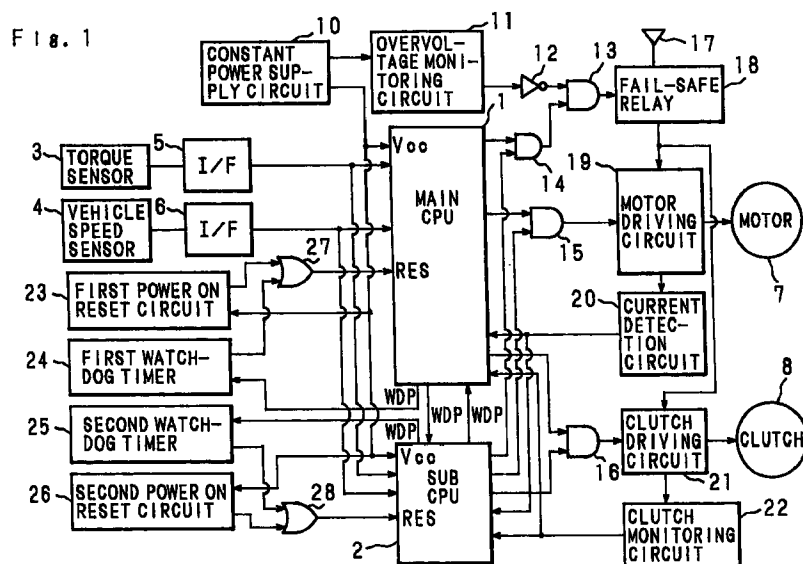 Fig. 1
10
CONSTANT
POWER SUP-
PLY CIRCUIT
11
OVERVOL-
TAGE MONI-
TORING
CIRCUIT
12
13
17
FAIL-SAFE
RELAY
18
1
3
TORQUE
SENSOR
5
I/F
Vcc
14
4
VEHICLE
SPEED
SENSOR
6
I/F
MAIN
CPU
15
19
MOTOR
DRIVING
CIRCUIT
MOTOR
7
23
FIRST POWER ON
RESET CIRCUIT
27
RES
20
CURRENT
DETEC-
TION
CIRCUIT
24
FIRST WATCH-
DOG TIMER
WDP
WDP
WDP
WDP
25
SECOND WATCH-
DOG TIMER
16
CLUTCH
DRIVING
CIRCUIT
21
8
CLUTCH
26
SECOND POWER ON
RESET CIRCUIT
28
Vcc
SUB
CPU
RES
2
CLUTCH
MONITORING
CIRCUIT
22